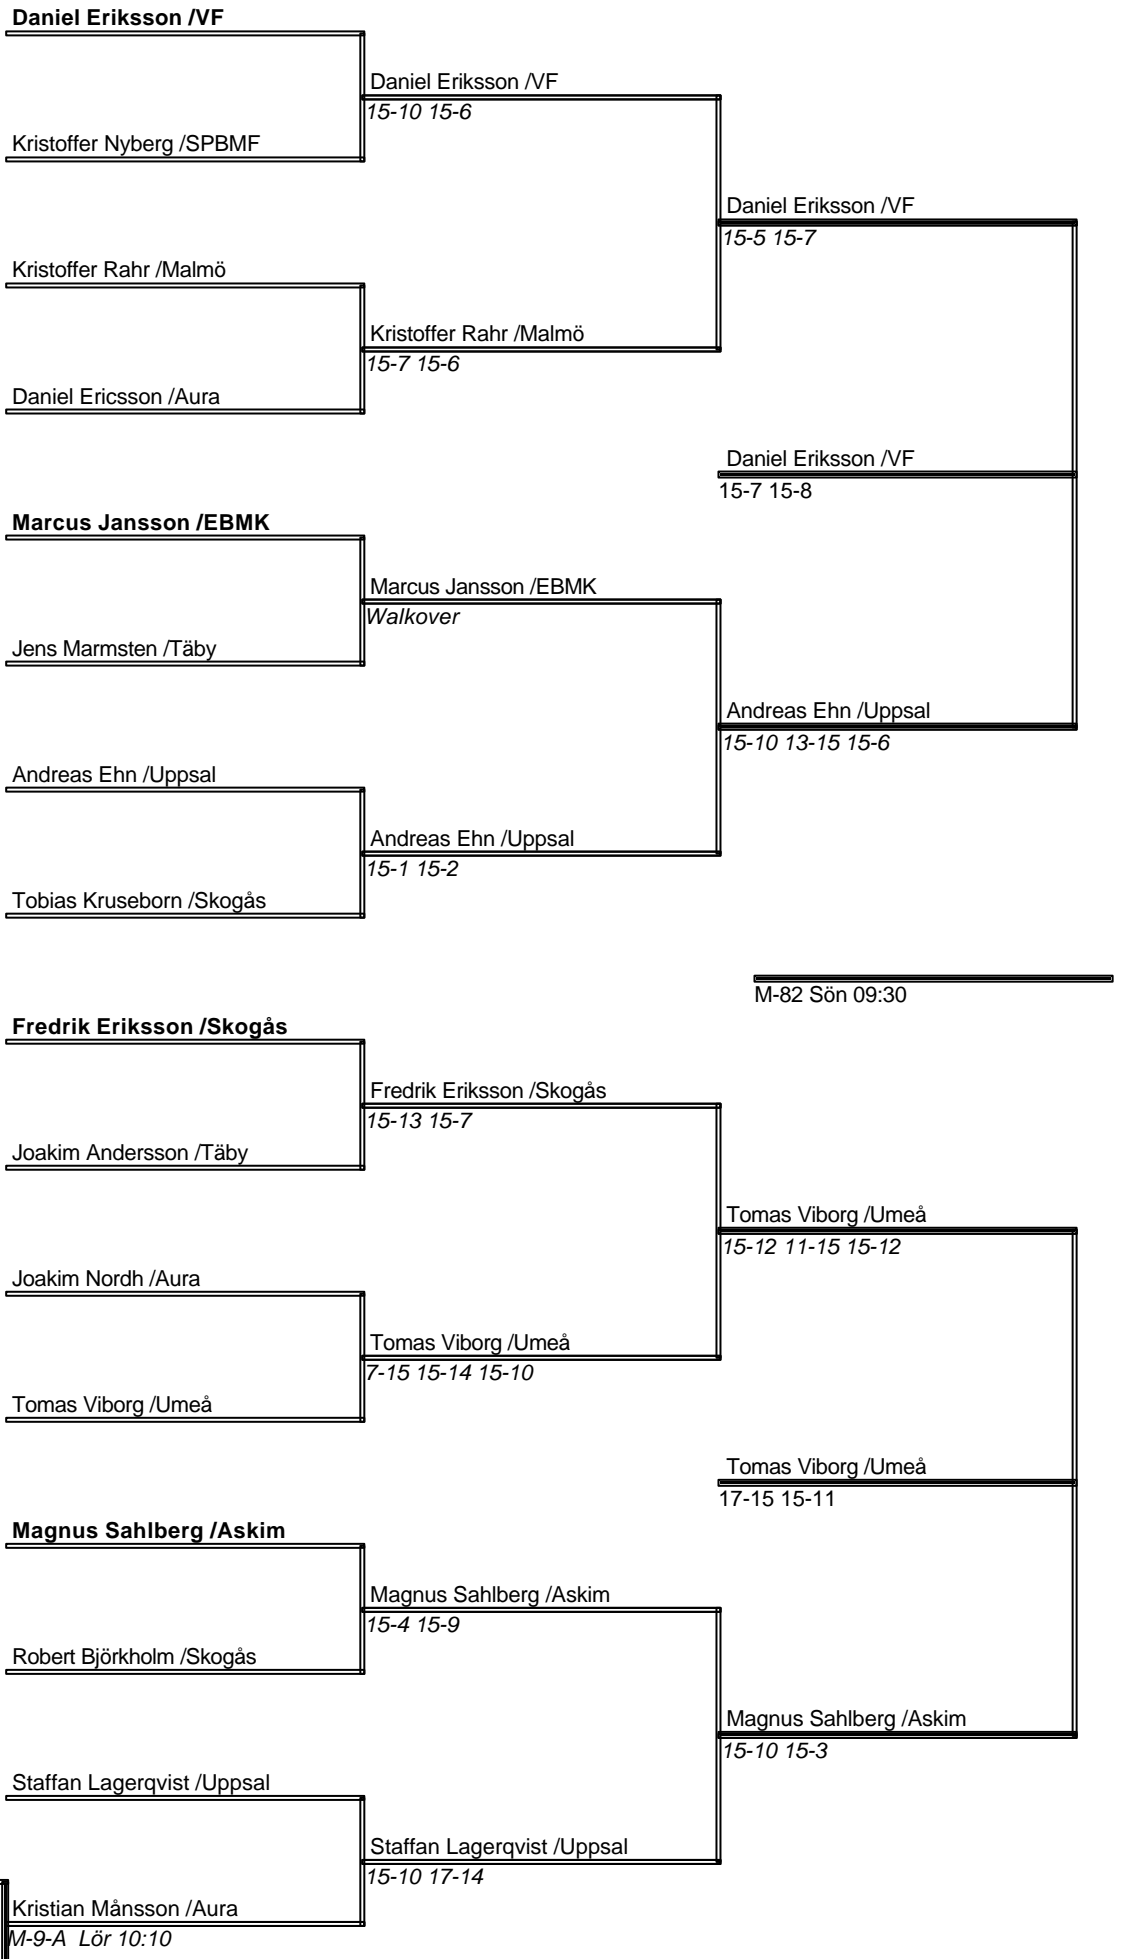 Daniel Eriksson /VF
Daniel Eriksson /VF
15-10 15-6
Kristoffer Nyberg /SPBMF
Daniel Eriksson /VF
15-5 15-7
Kristoffer Rahr /Malmö
Kristoffer Rahr /Malmö
15-7 15-6
Daniel Ericsson /Aura
Daniel Eriksson /VF
15-7 15-8
Marcus Jansson /EBMK
Marcus Jansson /EBMK
Walkover
Jens Marmsten /Täby
Andreas Ehn /Uppsal
15-10 13-15 15-6
Andreas Ehn /Uppsal
Andreas Ehn /Uppsal
15-1 15-2
Tobias Kruseborn /Skogås
M-82 Sön 09:30
Fredrik Eriksson /Skogås
Fredrik Eriksson /Skogås
15-13 15-7
Joakim Andersson /Täby
Tomas Viborg /Umeå
15-12 11-15 15-12
Joakim Nordh /Aura
Tomas Viborg /Umeå
7-15 15-14 15-10
Tomas Viborg /Umeå
Tomas Viborg /Umeå
17-15 15-11
Magnus Sahlberg /Askim
Magnus Sahlberg /Askim
15-4 15-9
Robert Björkholm /Skogås
Magnus Sahlberg /Askim
15-10 15-3
Staffan Lagerqvist /Uppsal
Staffan Lagerqvist /Uppsal
15-10 17-14
Kristian Månsson /Aura
M-9-A Lör 10:10